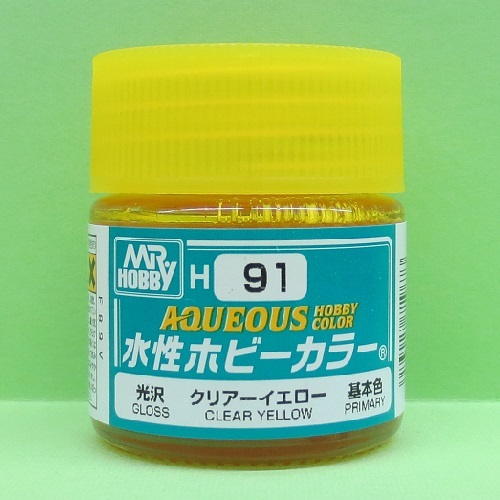 MR HOBBY
H 91
AQUEOUS HOBBY COLOR
水性ホビーカラー®
光沢 クリアーイエロー 基本色
GLOSS CLEAR YELLOW PRIMARY